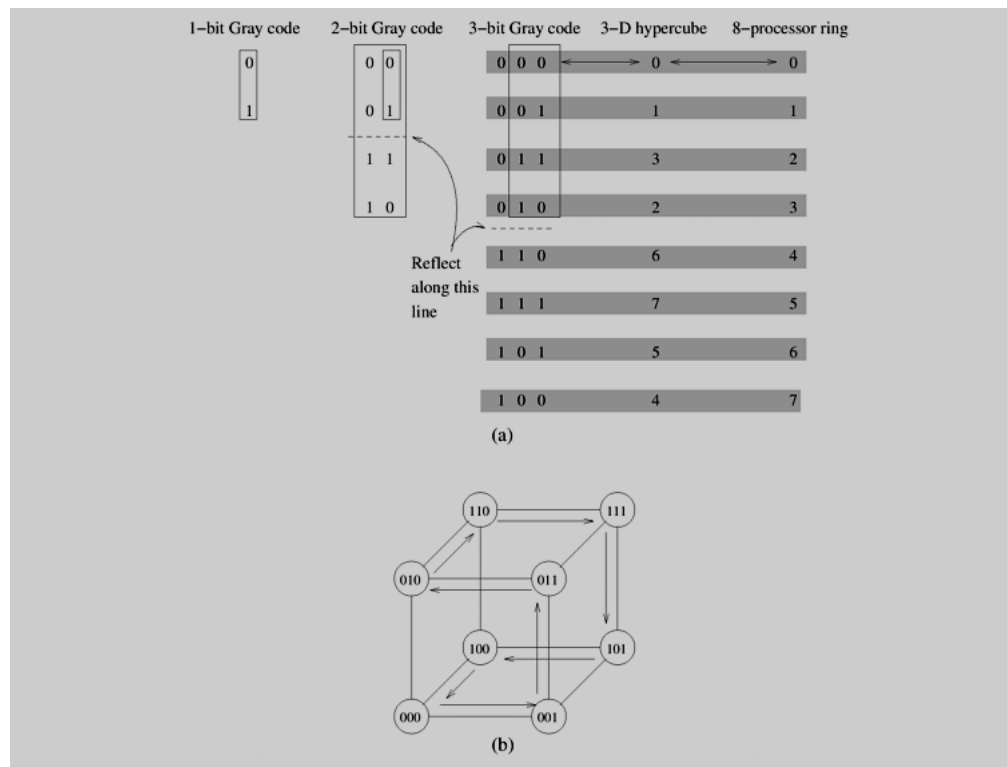 1-bit Gray code 2-bit Gray code 3-bit Gray code 3-D hypercube 8-processor ring
0 0 0 0 0 0 0 0
1 0 1 0 0 1 1 1
1 1 0 1 1 3 2
1 0 0 1 0 2 3
Reflect
along this
line
1 1 0 6 4
1 1 1 7 5
1 0 1 5 6
1 0 0 4 7
(a)
110 111
010 011
100 101
000 001
(b)